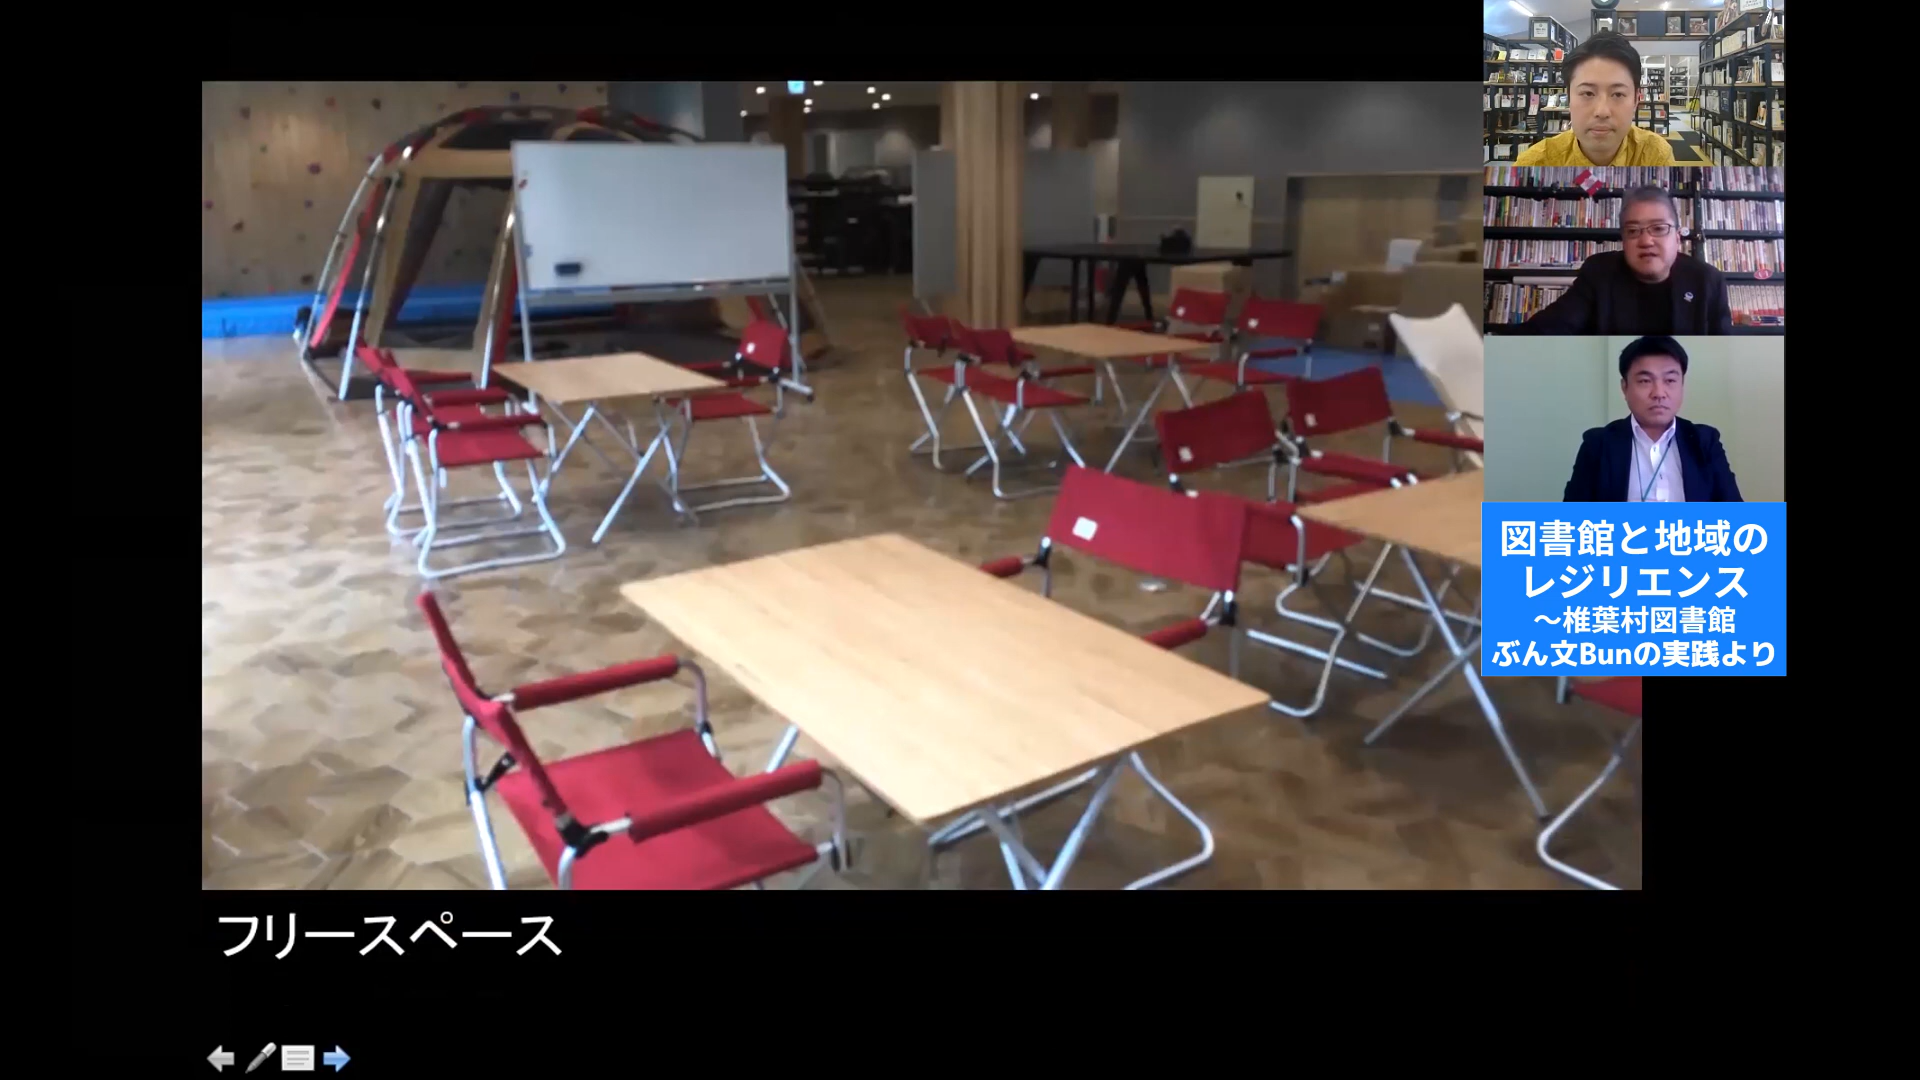 図書館と地域の
レジリエンス
～椎葉村図書館
ぶん文Bunの実践より
フリースペース